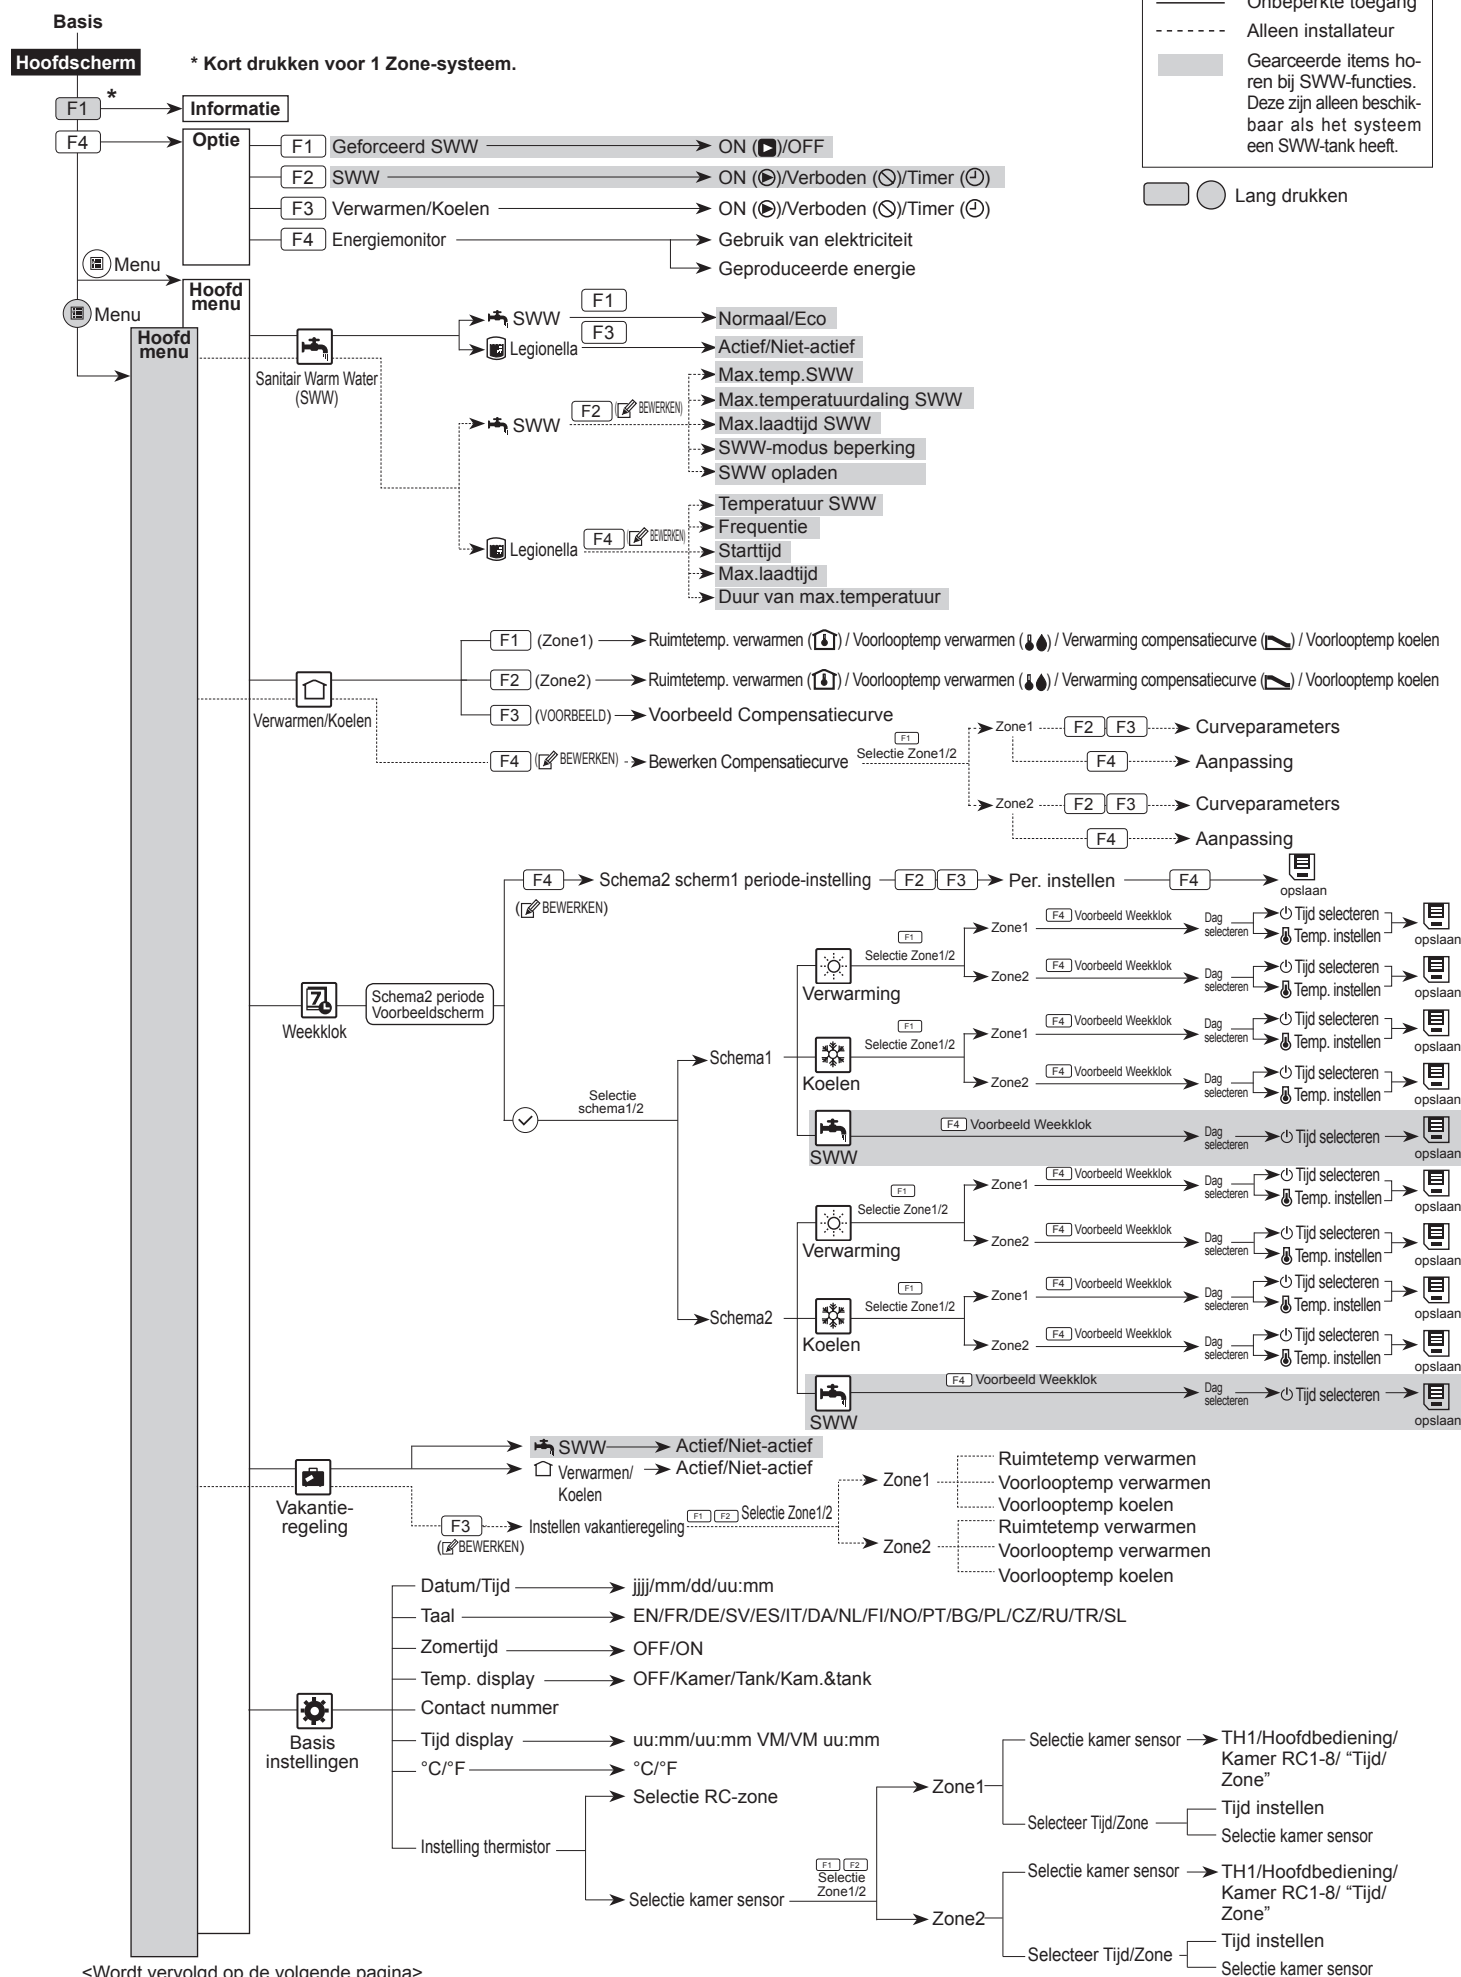 Basis
Hoofdscherm
* Kort drukken voor 1 Zone-systeem.
Onbeperkte toegang
Alleen installateur
Gearceerde items ho-
ren bij SWW-functies.
Deze zijn alleen beschik-
baar als het systeem
een SWW-tank heeft.
Lang drukken
F1 * Informatie
F4 Optie
F1 Geforceerd SWW ON ()/OFF
F2 SWW ON ()/Verboden ()/Timer ()
F3 Verwarmen/Koelen ON ()/Verboden ()/Timer ()
F4 Energiemonitor Gebruik van elektriciteit
Geproduceerde energie
Menu
Hoofd
menu
Menu
Hoofd
menu
Sanitair Warm Water
(SWW)
SWW F1 Normaal/Eco
Legionella F3 Actief/Niet-actief
SWW F2 (BEWERKEN)
Max.temp.SWW
Max.temperatuurdaling SWW
Max.laadtijd SWW
SWW-modus beperking
SWW opladen
Legionella F4 (BEWERKEN)
Temperatuur SWW
Frequentie
Starttijd
Max.laadtijd
Duur van max.temperatuur
Verwarmen/Koelen
F1 (Zone1) Ruimtetemp. verwarmen () / Voorlooptemp verwarmen () / Verwarming compensatiecurve () / Voorlooptemp koelen
F2 (Zone2) Ruimtetemp. verwarmen () / Voorlooptemp verwarmen () / Verwarming compensatiecurve () / Voorlooptemp koelen
F3 (VOORBEELD) Voorbeeld Compensatiecurve
F4 (BEWERKEN) Bewerken Compensatiecurve F1 Selectie Zone1/2
Zone1 F2 F3 Curveparameters
F4 Aanpassing
Zone2 F2 F3 Curveparameters
F4 Aanpassing
7
Weekklok
Schema2 periode
Voorbeeldscherm
F4 Schema2 scherm1 periode-instelling F2 F3 Per. instellen F4 opslaan
(BEWERKEN)
Selectie
schema1/2
Schema1
Verwarming
F1
Selectie Zone1/2
Zone1 F4 Voorbeeld Weekklok Dag selecteren Tijd selecteren Temp. instellen opslaan
Zone2 F4 Voorbeeld Weekklok Dag selecteren Tijd selecteren Temp. instellen opslaan
Koelen
F1
Selectie Zone1/2
Zone1 F4 Voorbeeld Weekklok Dag selecteren Tijd selecteren Temp. instellen opslaan
Zone2 F4 Voorbeeld Weekklok Dag selecteren Tijd selecteren Temp. instellen opslaan
SWW F4 Voorbeeld Weekklok Dag selecteren Tijd selecteren opslaan
Schema2
Verwarming
F1
Selectie Zone1/2
Zone1 F4 Voorbeeld Weekklok Dag selecteren Tijd selecteren Temp. instellen opslaan
Zone2 F4 Voorbeeld Weekklok Dag selecteren Tijd selecteren Temp. instellen opslaan
Koelen
F1
Selectie Zone1/2
Zone1 F4 Voorbeeld Weekklok Dag selecteren Tijd selecteren Temp. instellen opslaan
Zone2 F4 Voorbeeld Weekklok Dag selecteren Tijd selecteren Temp. instellen opslaan
SWW F4 Voorbeeld Weekklok Dag selecteren Tijd selecteren opslaan
Vakantie-
regeling
SWW Actief/Niet-actief
Verwarmen/
Koelen
Actief/Niet-actief
F3 (BEWERKEN) Instellen vakantieregeling F1 F2 Selectie Zone1/2
Zone1
Ruimtetemp verwarmen
Voorlooptemp verwarmen
Voorlooptemp koelen
Zone2
Ruimtetemp verwarmen
Voorlooptemp verwarmen
Voorlooptemp koelen
Basis
instellingen
Datum/Tijd jjjj/mm/dd/uu:mm
Taal EN/FR/DE/SV/ES/IT/DA/NL/FI/NO/PT/BG/PL/CZ/RU/TR/SL
Zomertijd OFF/ON
Temp. display OFF/Kamer/Tank/Kam.&tank
Contact nummer
Tijd display uu:mm/uu:mm VM/VM uu:mm
°C/°F °C/°F
Instelling thermistor
Selectie RC-zone
Selectie kamer sensor
F1 F2
Selectie
Zone1/2
Zone1
Selectie kamer sensor
TH1/Hoofdbediening/
Kamer RC1-8/ “Tijd/
Zone”
Selecteer Tijd/Zone
Tijd instellen
Selectie kamer sensor
Zone2
Selectie kamer sensor
TH1/Hoofdbediening/
Kamer RC1-8/ “Tijd/
Zone”
Selecteer Tijd/Zone
Tijd instellen
Selectie kamer sensor
<Wordt vervolgd op de volgende pagina>